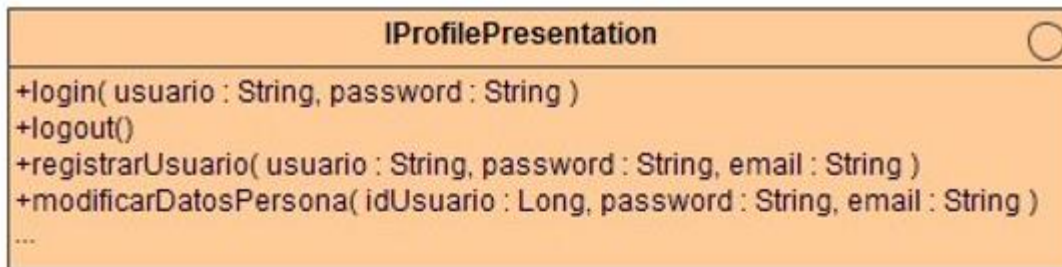 IProfilePresentation
+login( usuario : String, password : String )
+logout()
+registrarUsuario( usuario : String, password : String, email : String )
+modificarDatosPersona( idUsuario : Long, password : String, email : String )
...